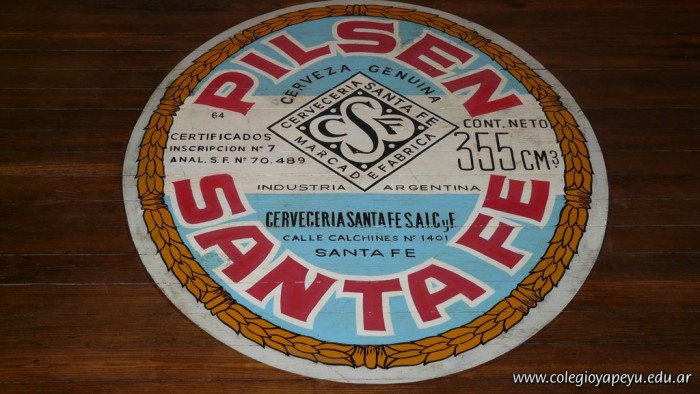 PILSEN
CERVEZA GENUINA
64
CERVECERIA SANTA FE
CSF
MARCA DE FABRICA
CERTIFICADOS
INSCRIPCION Nº 7
ANAL. S. F. Nº 70.489
CONT. NETO
355 CM3
INDUSTRIA ARGENTINA
CERVECERIA SANTA FE S.A.I.C. y F.
CALLE CALCHINES Nº 1401
SANTA FE
SANTA FE
www.colegioyapeyu.edu.ar